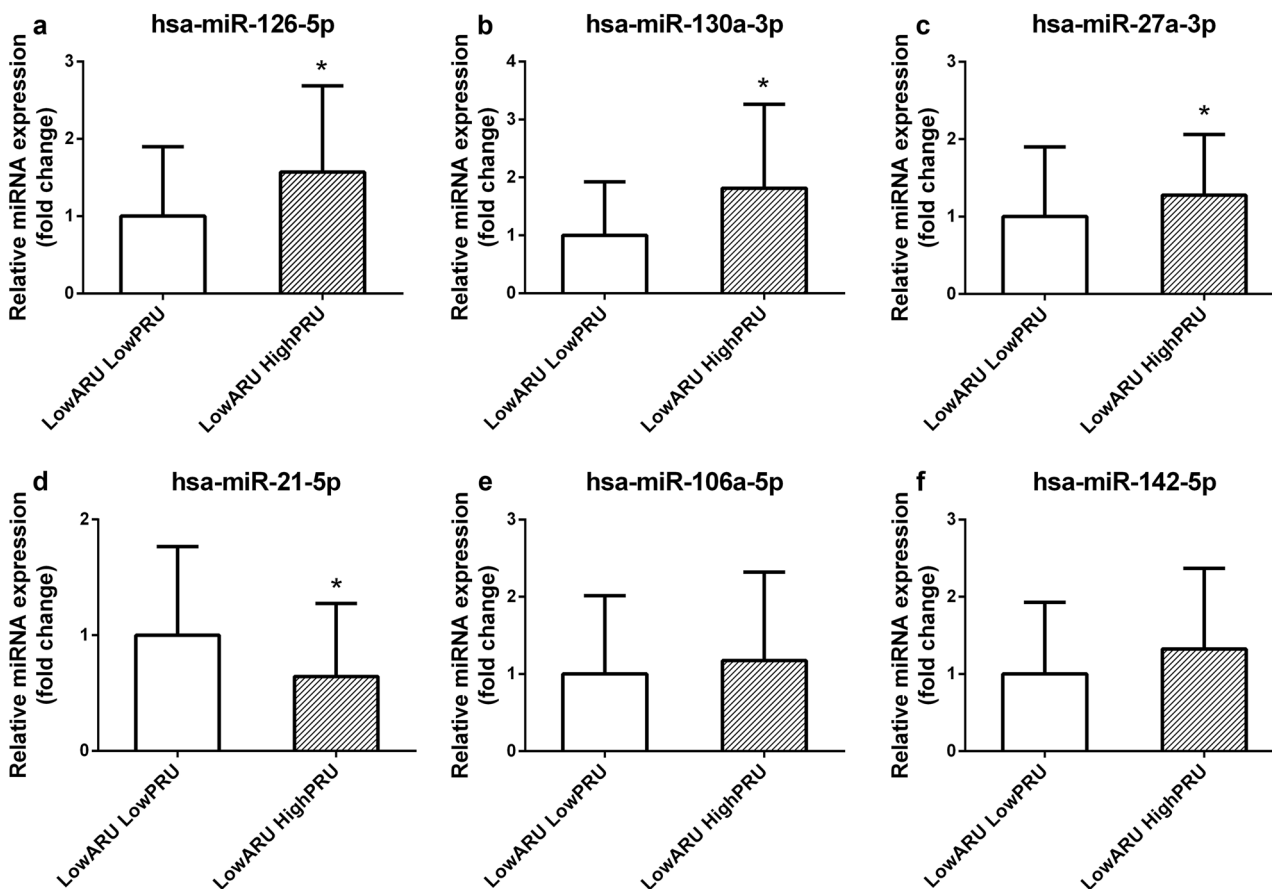 a hsa-miR-126-5p
Relative miRNA expression
(fold change)
3
*
2
1
0
LowARU LowPRU
LowARU HighPRU
b hsa-miR-130a-3p
Relative miRNA expression
(fold change)
4
*
3
2
1
0
LowARU LowPRU
LowARU HighPRU
c hsa-miR-27a-3p
Relative miRNA expression
(fold change)
3
*
2
1
0
LowARU LowPRU
LowARU HighPRU
d hsa-miR-21-5p
Relative miRNA expression
(fold change)
2
*
1
0
LowARU LowPRU
LowARU HighPRU
e hsa-miR-106a-5p
Relative miRNA expression
(fold change)
3
2
1
0
LowARU LowPRU
LowARU HighPRU
f hsa-miR-142-5p
Relative miRNA expression
(fold change)
3
2
1
0
LowARU LowPRU
LowARU HighPRU